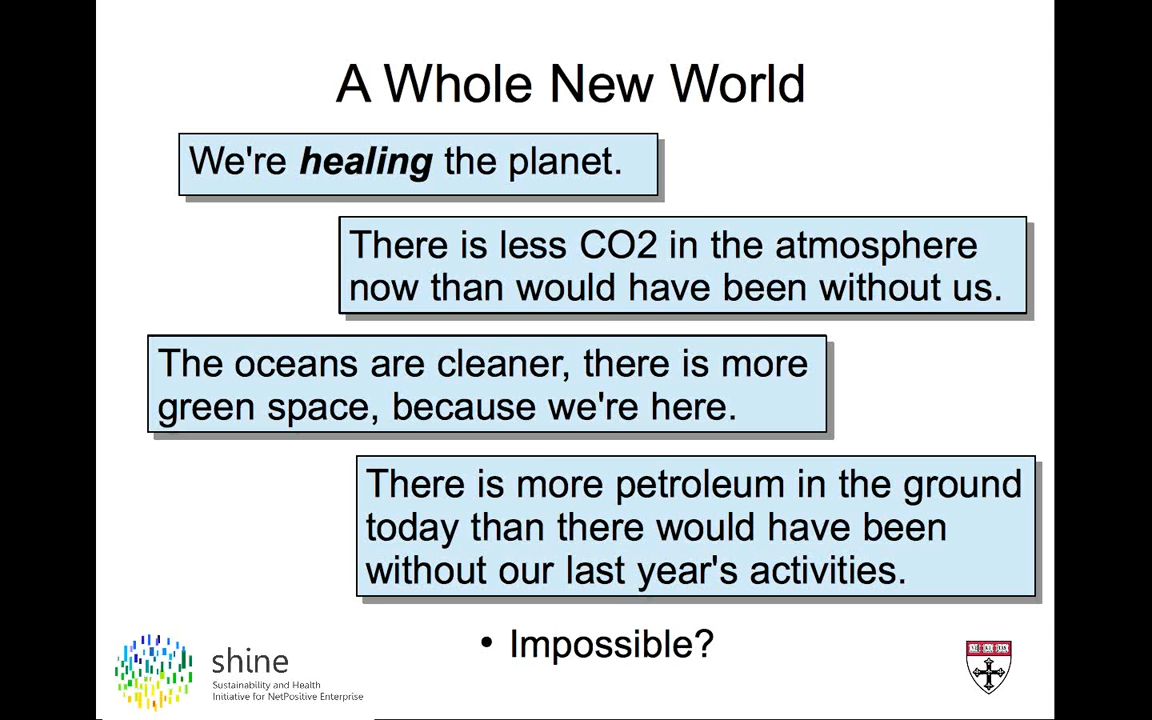 A Whole New World
We're healing the planet.
There is less CO2 in the atmosphere
now than would have been without us.
The oceans are cleaner, there is more
green space, because we're here.
There is more petroleum in the ground
today than there would have been
without our last year's activities.
• Impossible?
shine
Sustainability and Health
Initiative for NetPositive Enterprise